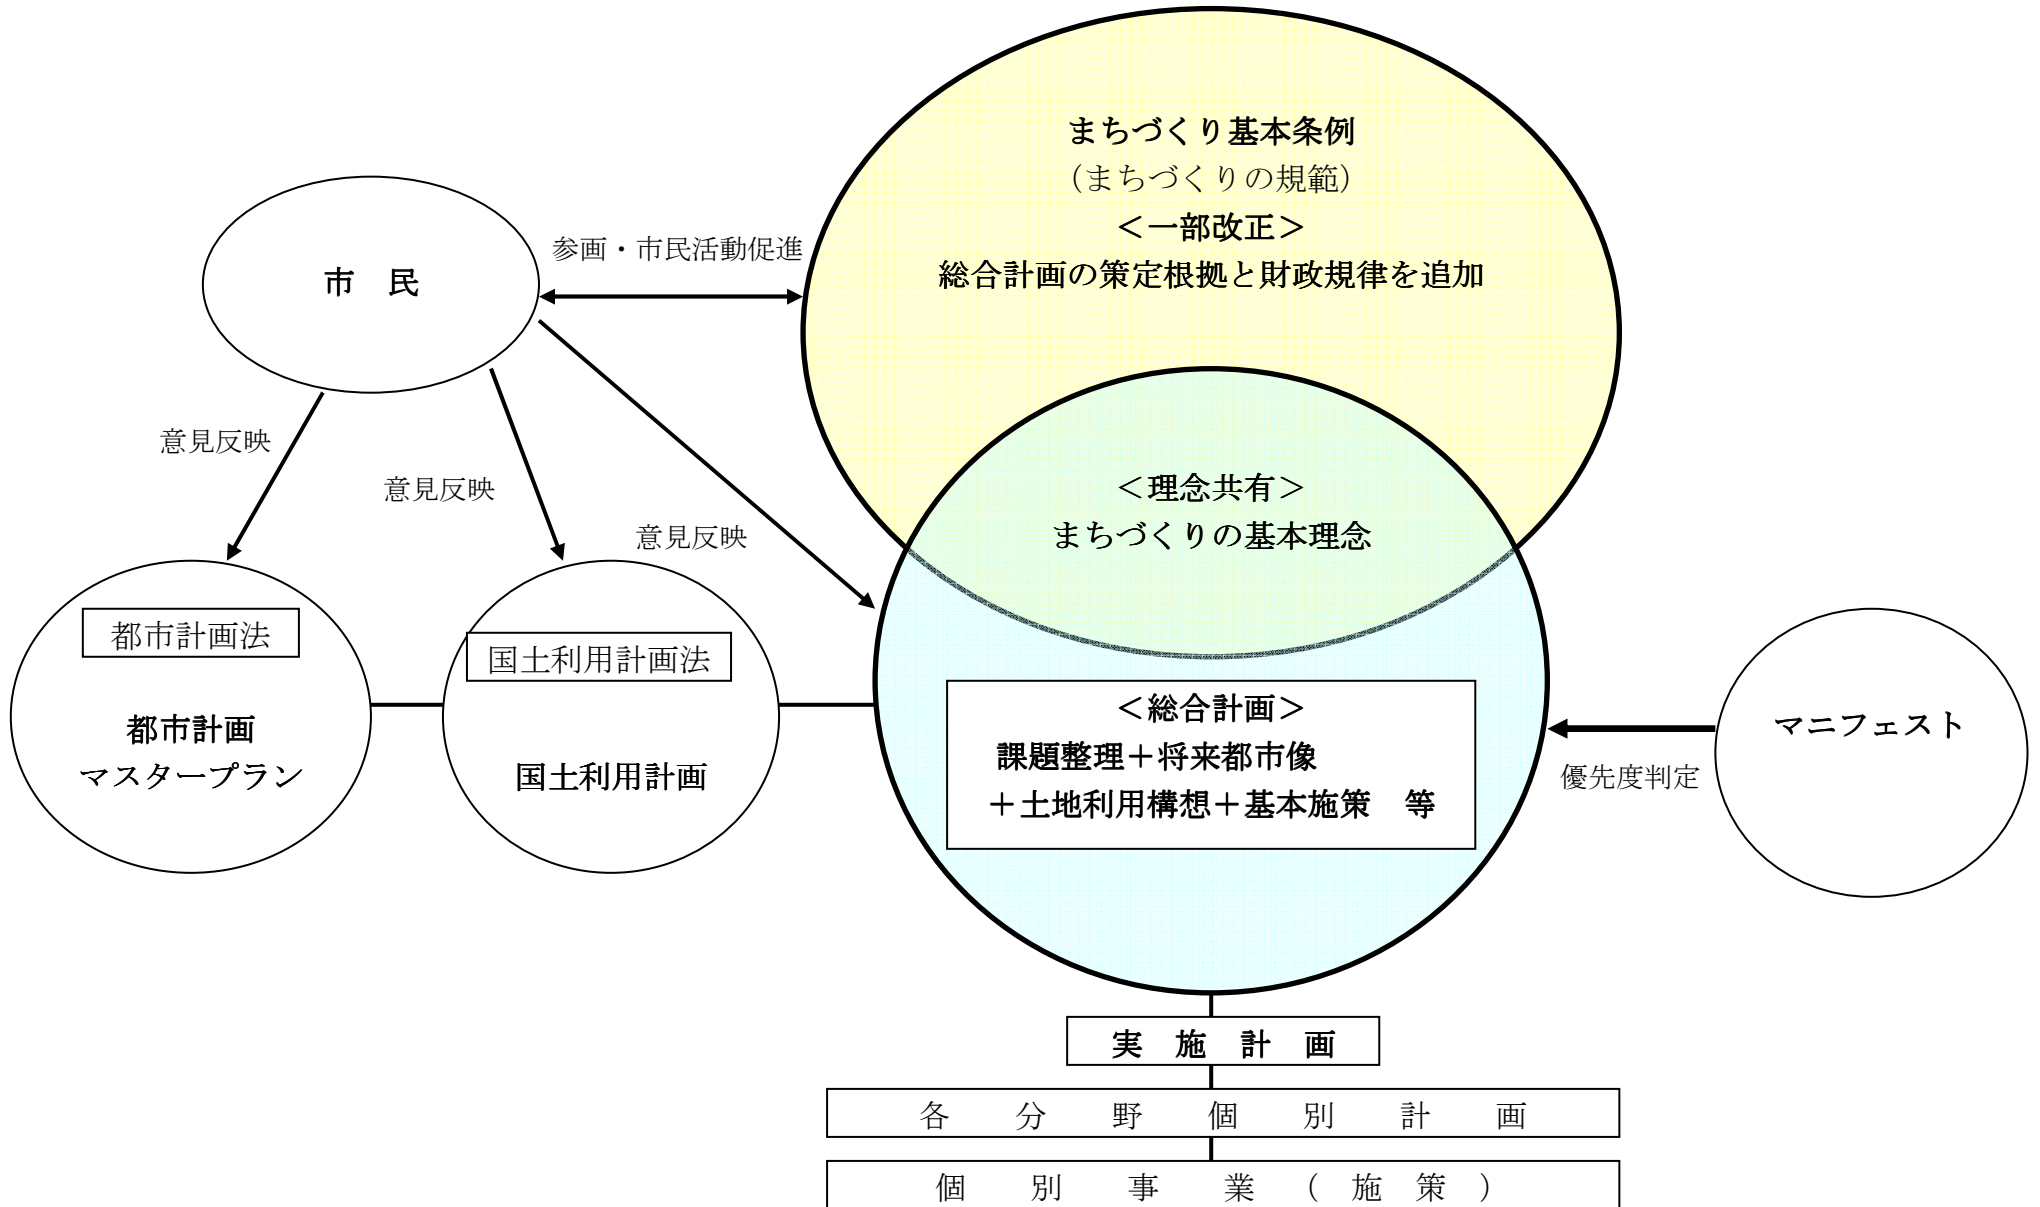 まちづくり基本条例
（まちづくりの規範）
＜一部改正＞
総合計画の策定根拠と財政規律を追加
参画・市民活動促進
市　民
意見反映
意見反映
意見反映
＜理念共有＞
まちづくりの基本理念
都市計画法
都市計画
マスタープラン
国土利用計画法
国土利用計画
＜総合計画＞
課題整理＋将来都市像
＋土地利用構想＋基本施策　等
マニフェスト
優先度判定
実　施　計　画
各　分　野　個　別　計　画
個　別　事　業　（　施　策　）